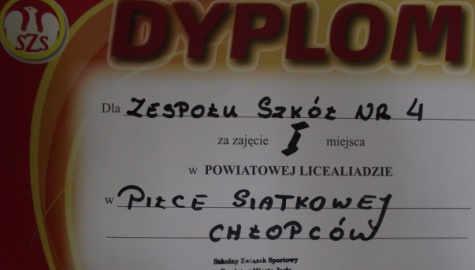 SZS
DYPLOM
Dla ZESPOŁU SZKÓŁ NR 4
za zajęcie I miejsca
w POWIATOWEJ LICEALIADZIE
w PIŁCE SIATKOWEJ
CHŁOPCÓW
Szkolny Związek Sportowy